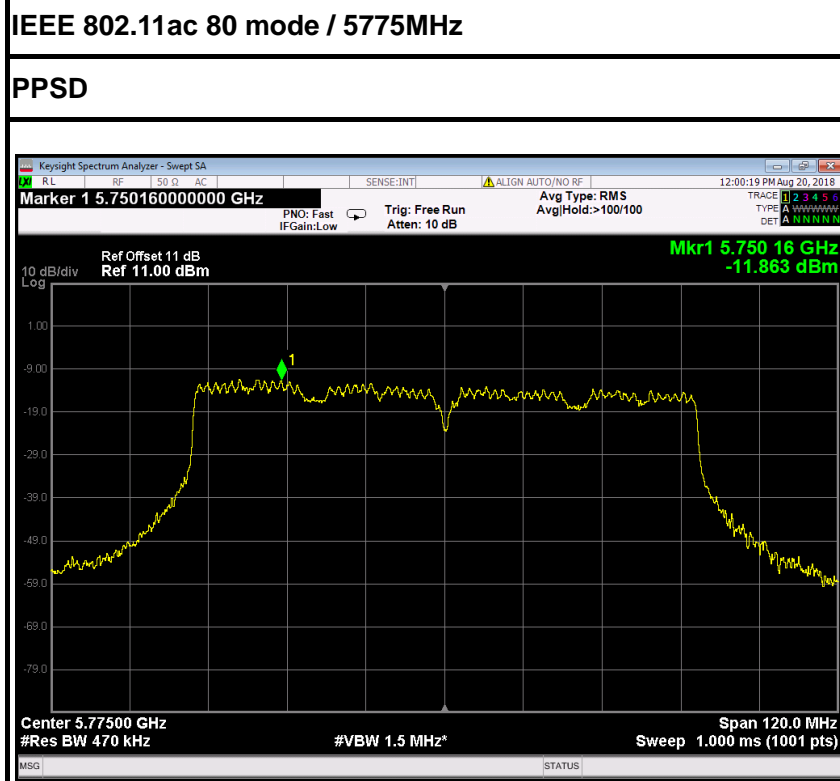 IEEE 802.11ac 80 mode / 5775MHz
PPSD
Keysight Spectrum Analyzer - Swept SA
RL RF 50 Ω AC SENSE:INT ALIGN AUTO/NO RF 12:00:19 PM Aug 20, 2018
Marker 1 5.750160000000 GHz
PNO: Fast
IFGain:Low
Trig: Free Run
Atten: 10 dB
Avg Type: RMS
Avg|Hold:>100/100
TRACE 1 2 3 4 5 6
TYPE A WWWWW
DET A N N N N N
Mkr1 5.750 16 GHz
-11.863 dBm
Ref Offset 11 dB
10 dB/div Ref 11.00 dBm
Log
1.00
-9.00
-19.0
-29.0
-39.0
-49.0
-59.0
-69.0
-79.0
1
Center 5.77500 GHz Span 120.0 MHz
#Res BW 470 kHz #VBW 1.5 MHz* Sweep 1.000 ms (1001 pts)
MSG STATUS